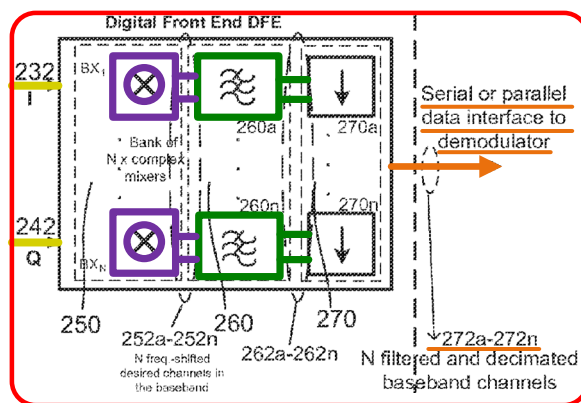 Digital Front End DFE
232
I
BX1
260a
270a
Bank of
N x complex
mixers
Serial or parallel
data interface to
demodulator
242
Q
BXN
260n
270n
250
252a-252n
N freq.-shifted
desired channels in
the baseband
260
262a-262n
270
272a-272n
N filtered and decimated
baseband channels